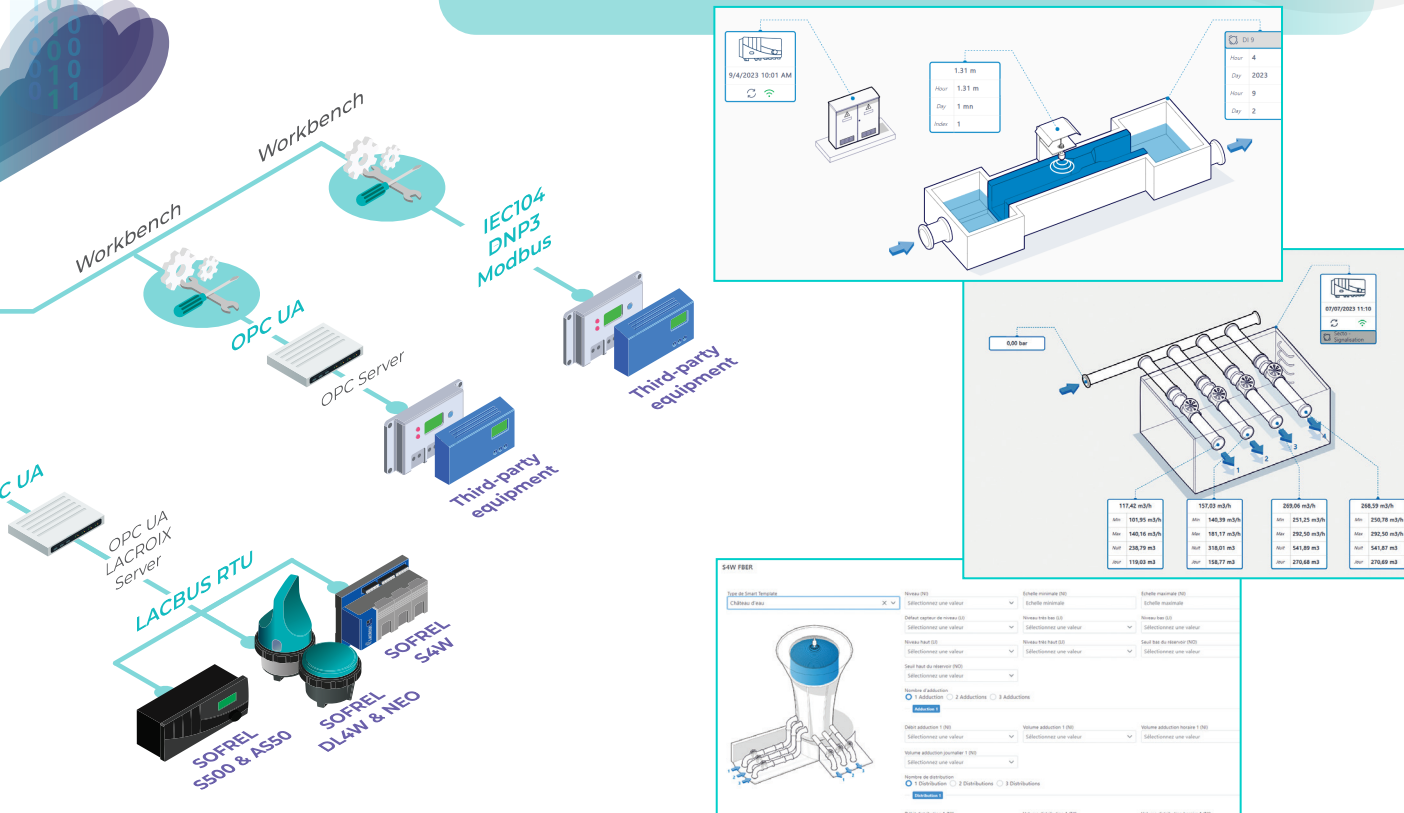 Workbench
Workbench
IEC104
DNP3
Modbus
OPC UA
OPC Server
Third-party
equipment
Third-party
equipment
C UA
OPC UA
LACROIX
Server
LACBUS RTU
SOFREL
S4W
SOFREL
DL4W & NEO
SOFREL
S500 & AS50
9/4/2023 10:01 AM
1.31 m
Hour 1.31 m
Day 1 mn
Index 1
DI 9
Hour 4
Day 2023
Hour 9
Day 2
0,00 bar
07/07/2023 11:10
Signalisation
1
2
3
4
117,42 m3/h
Min 101,95 m3/h
Max 140,16 m3/h
Nuit 238,79 m3
Jour 119,03 m3
157,03 m3/h
Min 140,39 m3/h
Max 181,17 m3/h
Nuit 318,01 m3
Jour 158,77 m3
269,06 m3/h
Min 251,25 m3/h
Max 292,50 m3/h
Nuit 541,89 m3
Jour 270,68 m3
268,59 m3/h
Min 250,78 m3/h
Max 292,50 m3/h
Nuit 541,87 m3
Jour 270,69 m3
S4W FBER
Type de Smart Template
Château d'eau
Niveau (NI)
Sélectionnez une valeur
Echelle minimale (NI)
Echelle minimale
Echelle maximale (NI)
Echelle maximale
Défaut capteur de niveau (LI)
Sélectionnez une valeur
Niveau très bas (LI)
Sélectionnez une valeur
Niveau bas (LI)
Sélectionnez une valeur
Niveau haut (LI)
Sélectionnez une valeur
Niveau très haut (LI)
Sélectionnez une valeur
Seuil bas du réservoir (NO)
Sélectionnez une valeur
Seuil haut du réservoir (NO)
Sélectionnez une valeur
Nombre d'adduction
1 Adduction 2 Adductions 3 Adductions
Adduction 1
Débit adduction 1 (NI)
Sélectionnez une valeur
Volume adduction 1 (NI)
Sélectionnez une valeur
Volume adduction horaire 1 (NI)
Sélectionnez une valeur
Volume adduction journalier 1 (NI)
Sélectionnez une valeur
Nombre de distribution
1 Distribution 2 Distributions 3 Distributions
Distribution 1